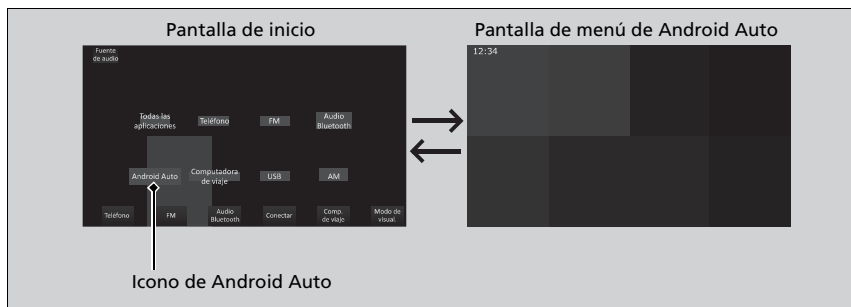 Pantalla de inicio
Pantalla de menú de Android Auto
Fuente
de audio
12:34
Todas las
aplicaciones
Teléfono
FM
Audio
Bluetooth
Android Auto
Computadora
de viaje
USB
AM
Teléfono
FM
Audio
Bluetooth
Conectar
Comp.
de viaje
Modo de
visual.
Icono de Android Auto